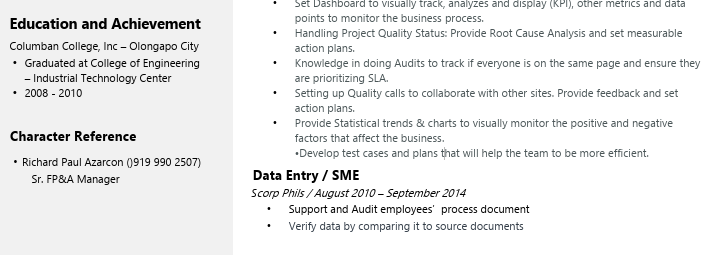 Education and Achievement
Columban College, Inc – Olongapo City
• Graduated at College of Engineering
– Industrial Technology Center
• 2008 - 2010
Character Reference
• Richard Paul Azarcon ()919 990 2507)
Sr. FP&A Manager
• Set Dashboard to visually track, analyzes and display (KPI), other metrics and data
points to monitor the business process.
• Handling Project Quality Status: Provide Root Cause Analysis and set measurable
action plans.
• Knowledge in doing Audits to track if everyone is on the same page and ensure they
are prioritizing SLA.
• Setting up Quality calls to collaborate with other sites. Provide feedback and set
action plans.
• Provide Statistical trends & charts to visually monitor the positive and negative
factors that affect the business.
•Develop test cases and plans that will help the team to be more efficient.
Data Entry / SME
Scorp Phils / August 2010 – September 2014
• Support and Audit employees' process document
• Verify data by comparing it to source documents